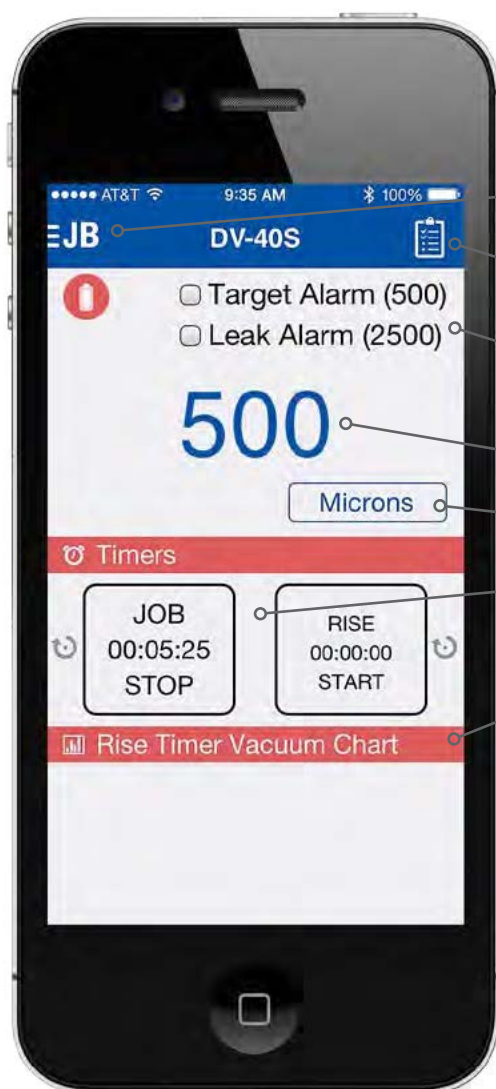 AT&T 9:35 AM 100%
JB DV-40S
Target Alarm (500)
Leak Alarm (2500)
500
Microns
Timers
JOB
00:05:25
STOP
RISE
00:00:00
START
Rise Timer Vacuum Chart